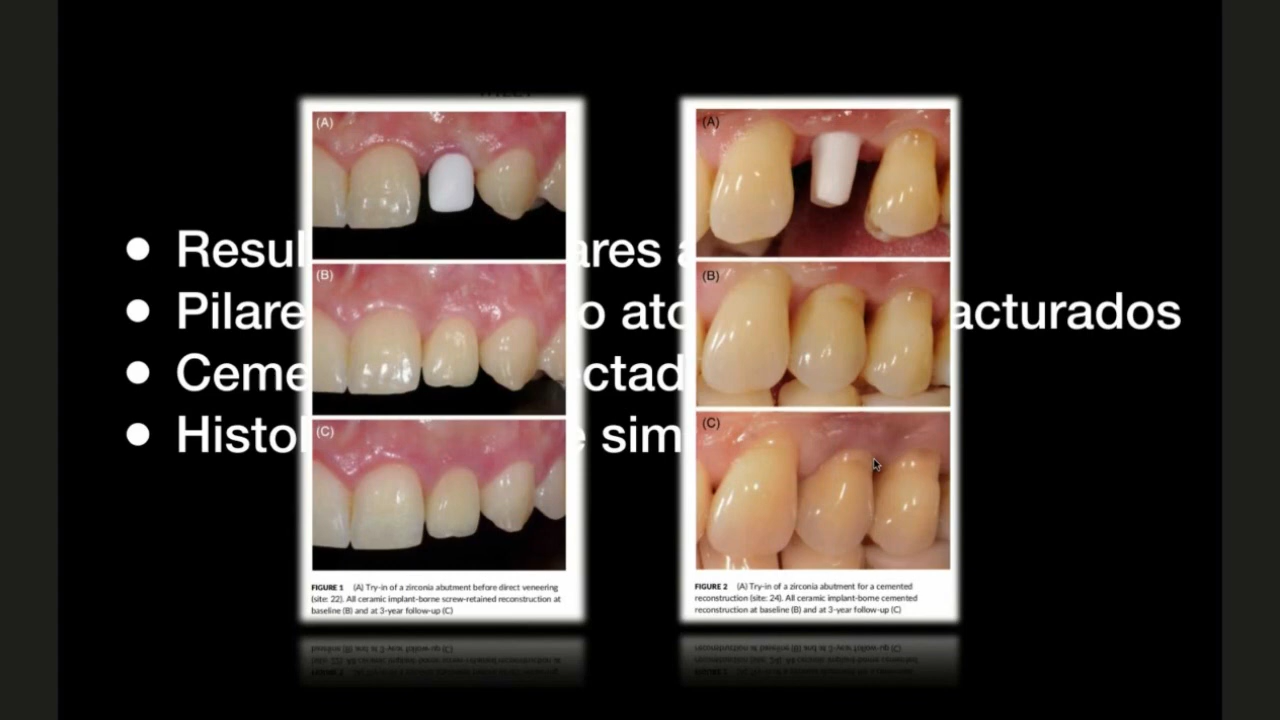 Resul ares a
Pilare o ato acturados
Ceme ectad
Histol e sim
(A)
(B)
(C)
FIGURE 1 (A) Try-in of a zirconia abutment before direct veneering
(site: 22). All ceramic implant-borne screw-retained reconstruction at
baseline (B) and at 3-year follow-up (C)
(A)
(B)
(C)
FIGURE 2 (A) Try-in of a zirconia abutment for a cemented
reconstruction (site: 24). All ceramic implant-borne cemented
reconstruction at baseline (B) and at 3-year follow-up (C)